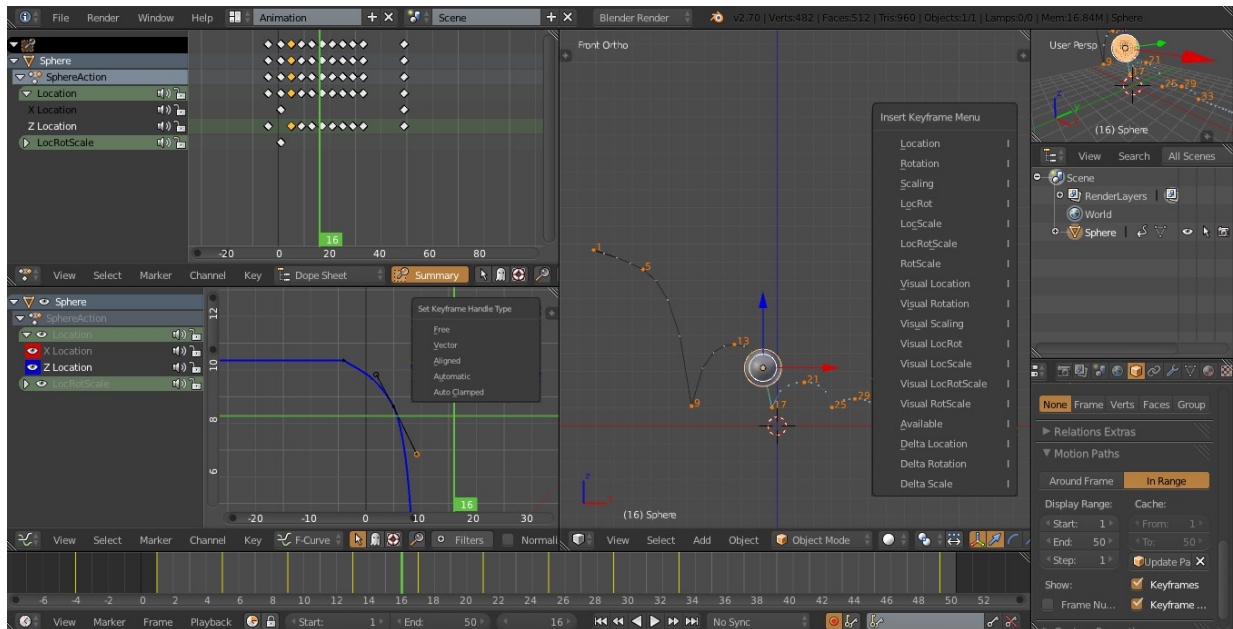 File Render Window Help Animation Scene Blender Render v2.70 | Verts:482 | Faces:512 | Tris:960 | Objects:1/1 | Lamps:0/0 | Mem:16.84M | Sphere
Sphere
SphereAction
Location
X Location
Z Location
LocRotScale
16
-20 0 20 40 60 80
View Select Marker Channel Key Dope Sheet Summary
Sphere
SphereAction
Location
X Location
Z Location
LocRotScale
12
10
8
6
Set Keyframe Handle Type
Free
Vector
Aligned
Automatic
Auto Clamped
16
-20 -10 0 10 20 30
View Select Marker Channel Key F-Curve Filters Normali
Front Ortho
1
5
13
9
17
21
25
29
(16) Sphere
Insert Keyframe Menu
Location I
Rotation I
Scaling I
LocRot I
LocScale I
LocRotScale I
RotScale I
Visual Location I
Visual Rotation I
Visual Scaling I
Visual LocRot I
Visual LocScale I
Visual LocRotScale I
Visual RotScale I
Available I
Delta Location I
Delta Rotation I
Delta Scale I
View Select Add Object Object Mode
User Persp
9
21
17
25
29
33
(16) Sphere
View Search All Scenes
Scene
RenderLayers
World
Sphere
None Frame Verts Faces Group
Relations Extras
Motion Paths
Around Frame In Range
Display Range: Cache:
Start: 1 From: 1
End: 50 To: 50
Step: 1 Update Pa
Show: Keyframes
Frame Nu... Keyframe ...
-6 -4 -2 0 2 4 6 8 10 12 14 16 18 20 22 24 26 28 30 32 34 36 38 40 42 44 46 48 50 52
View Marker Frame Playback Start: 1 End: 50 16 No Sync